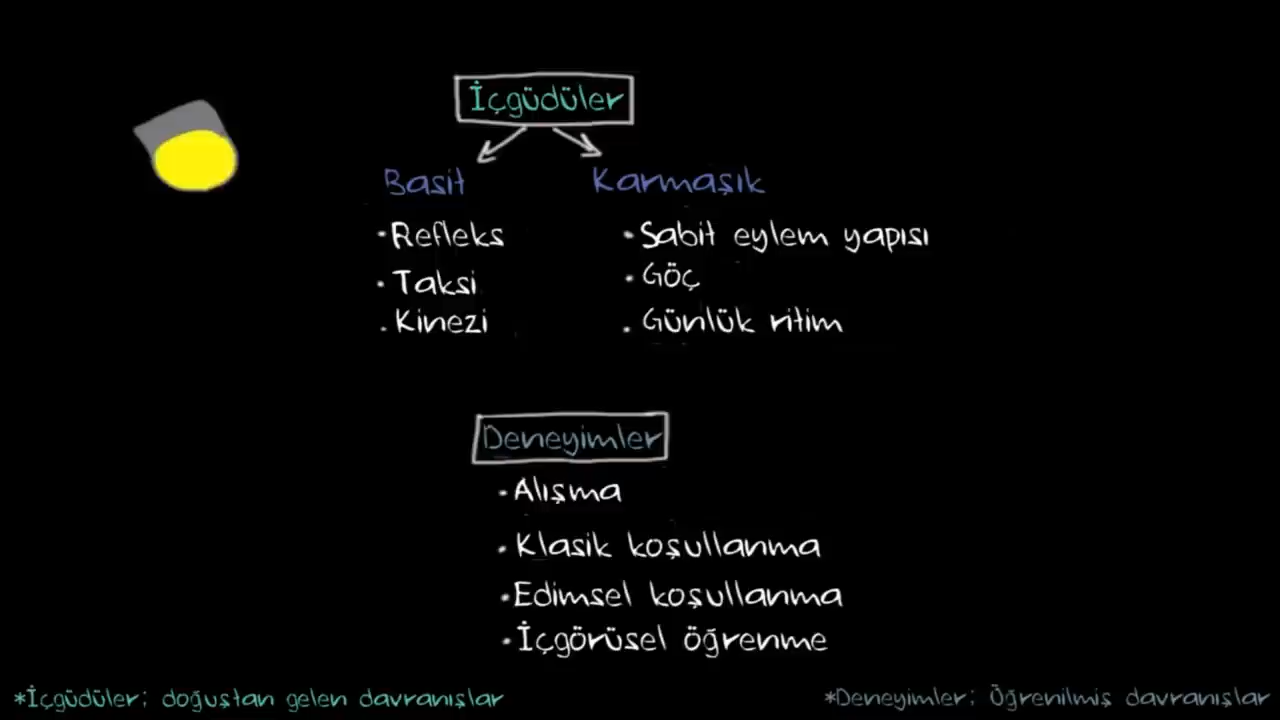 İçgüdüler
Basit
Karmaşık
•Refleks
•Sabit eylem yapısı
•Taksi
•Göç
•Kinezi
•Günlük ritim
Deneyimler
•Alışma
•Klasik koşullanma
•Edimsel koşullanma
•İçgörüsel öğrenme
*İçgüdüler; doğuştan gelen davranışlar
*Deneyimler; Öğrenilmiş davranışlar